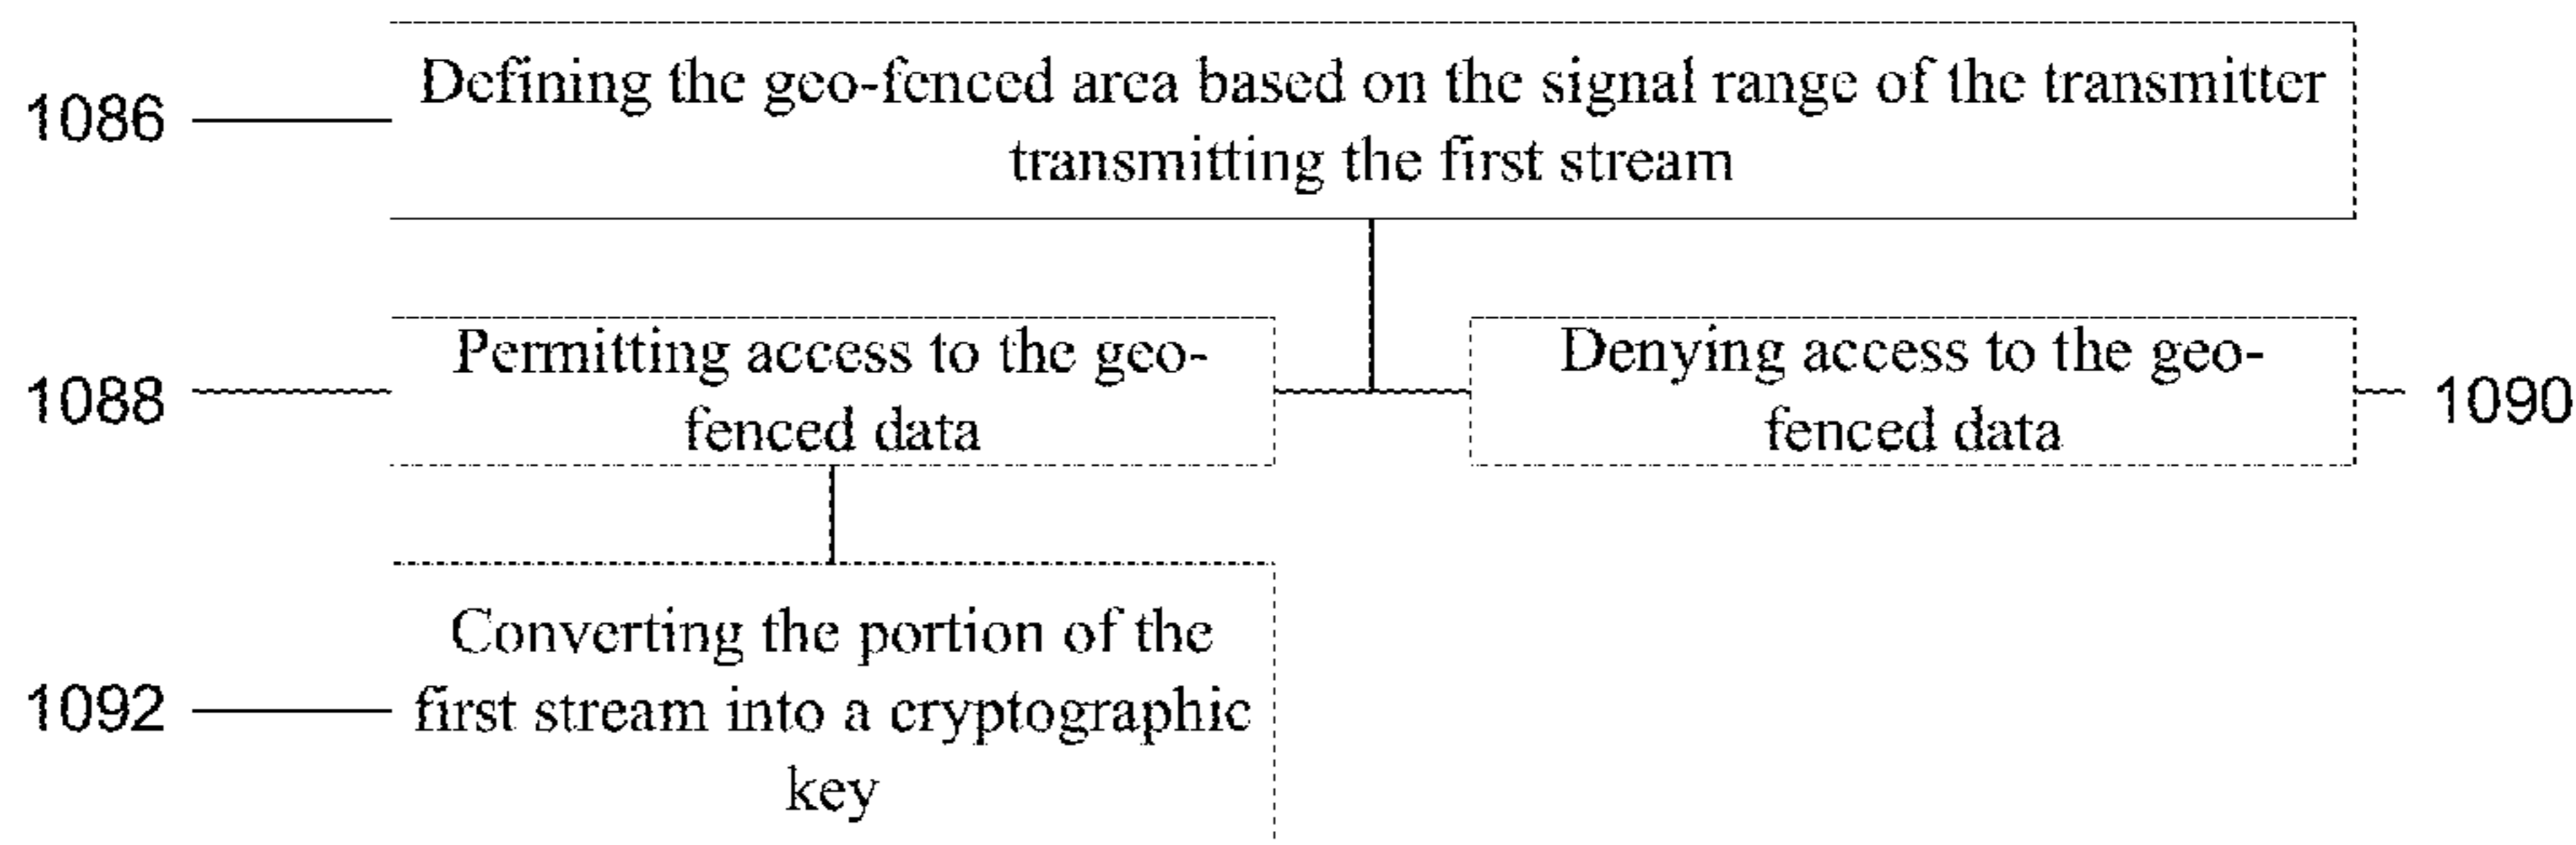 1086
Defining the geo-fenced area based on the signal range of the transmitter
transmitting the first stream
1088
Permitting access to the geo-
fenced data
Denying access to the geo-
fenced data
1090
1092
Converting the portion of the
first stream into a cryptographic
key